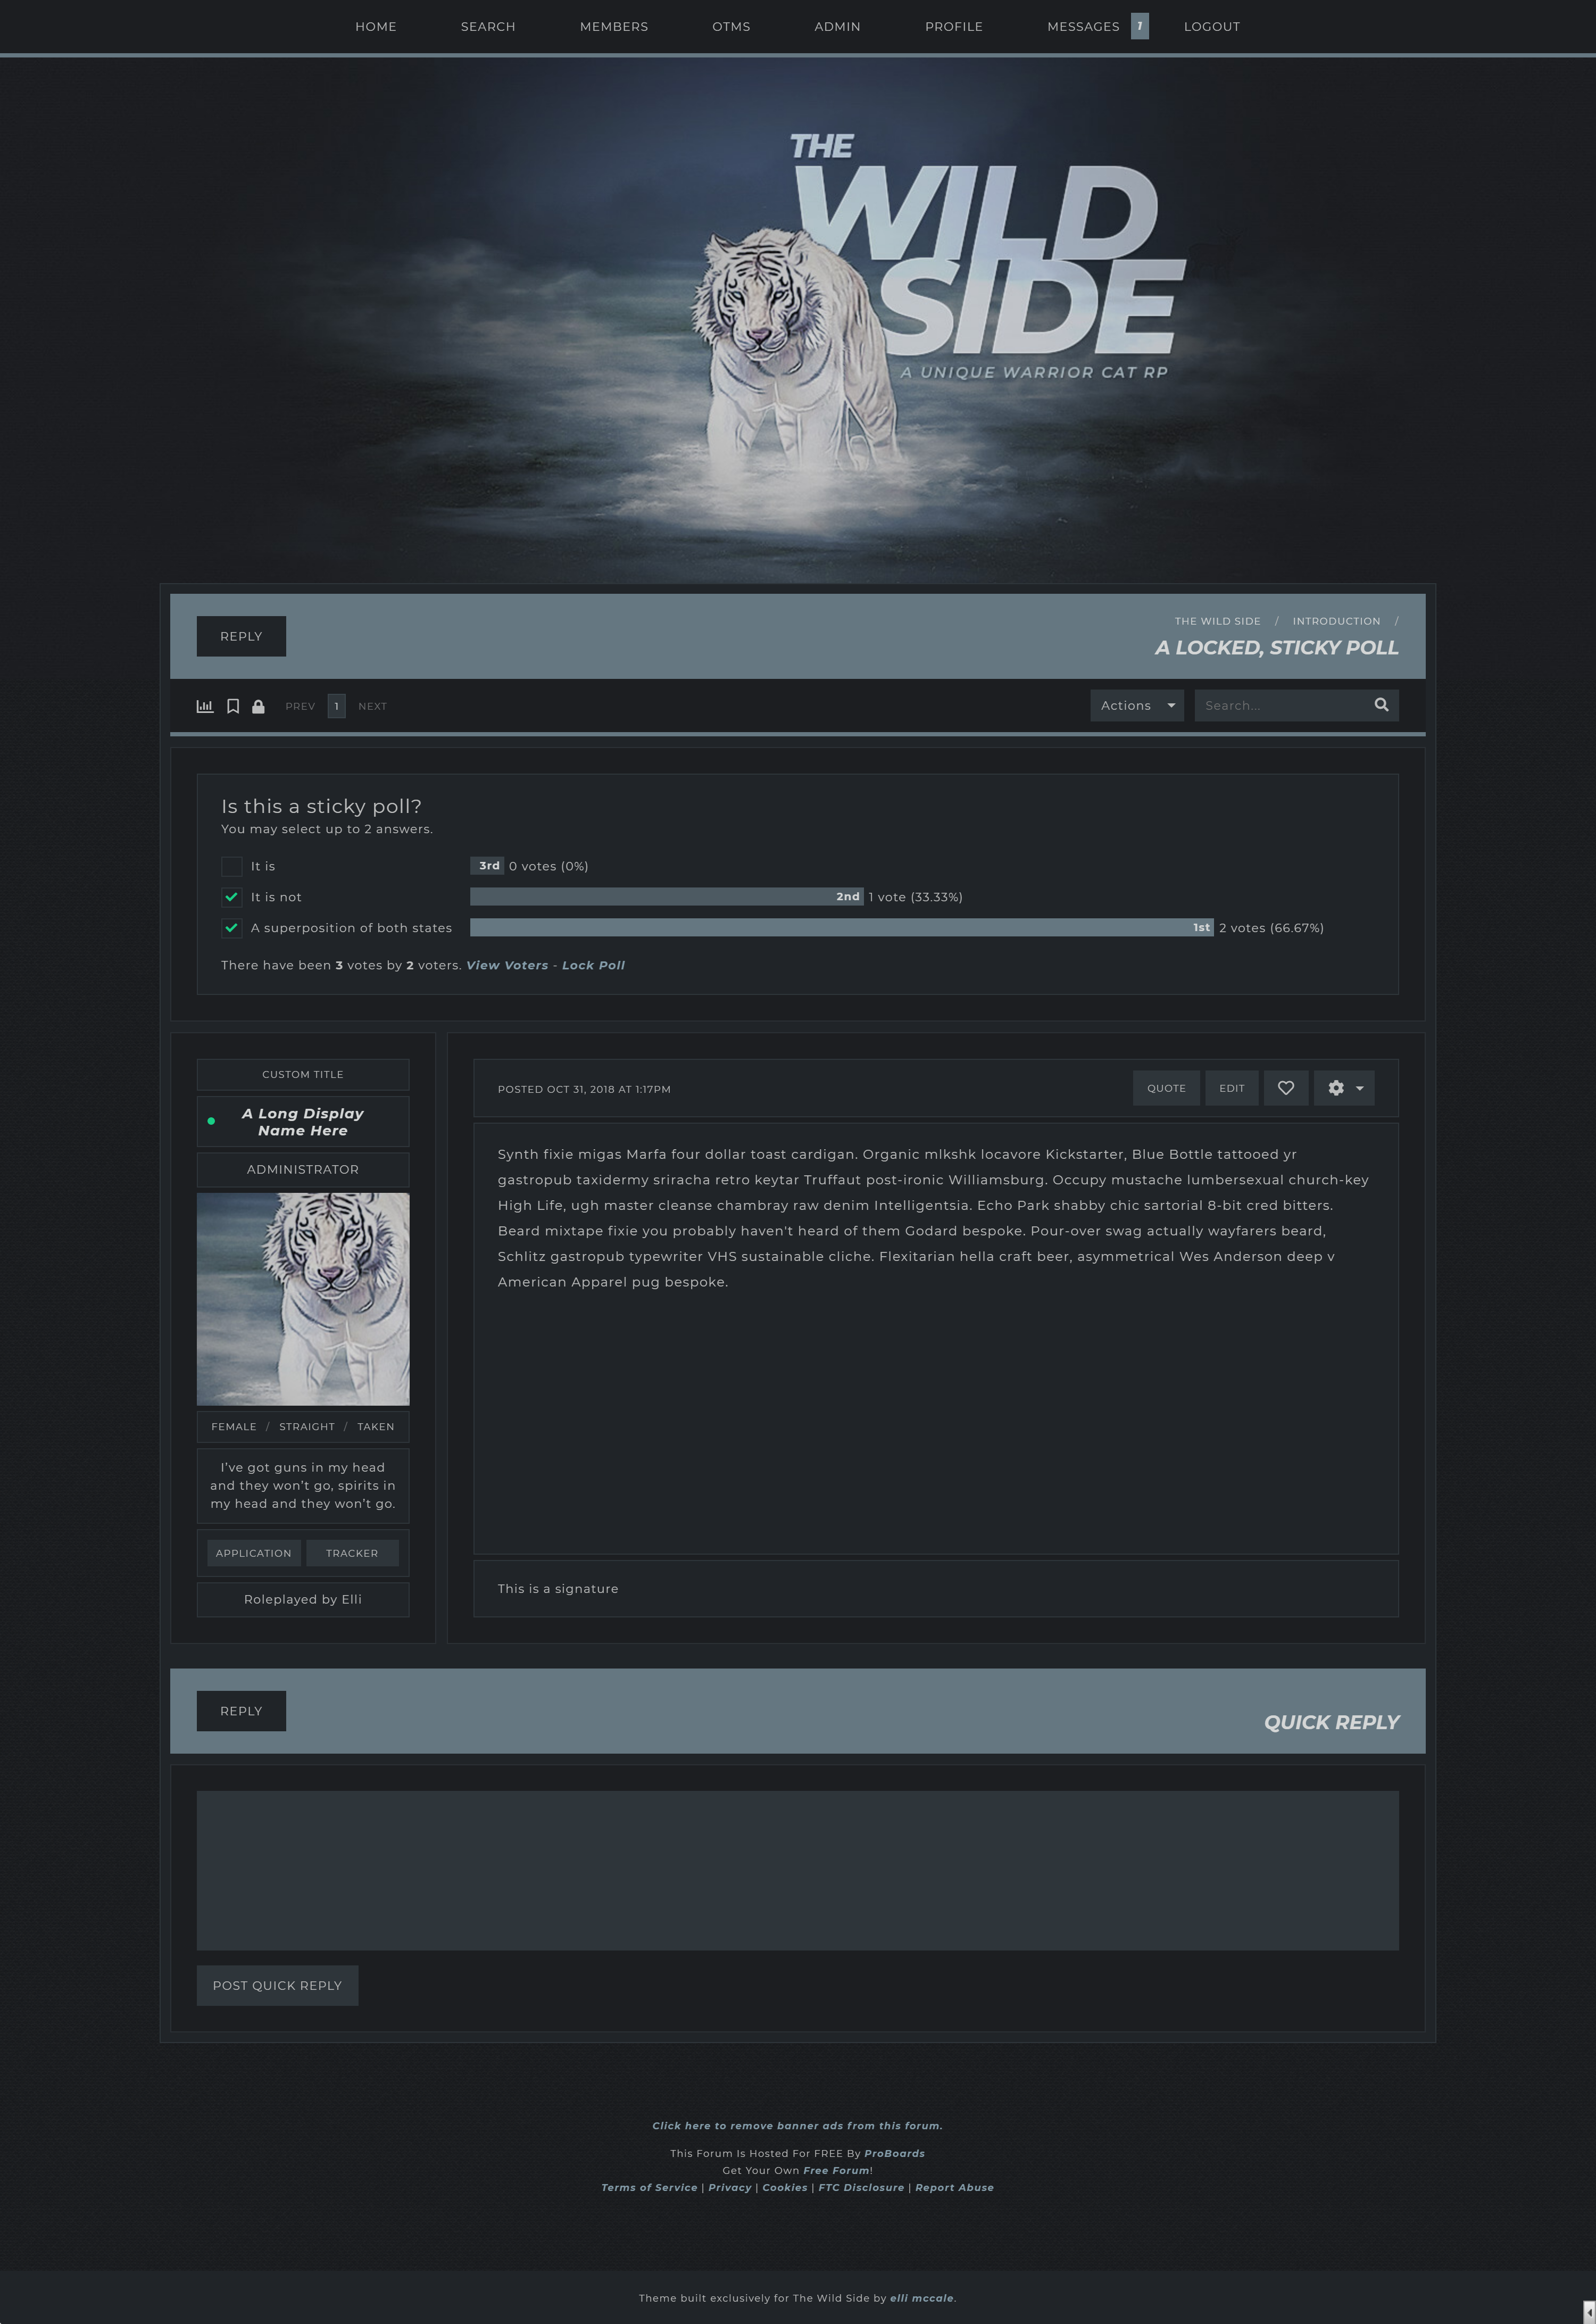 HOME SEARCH MEMBERS OTMS ADMIN PROFILE MESSAGES 1 LOGOUT
THE
WILD
SIDE
A UNIQUE WARRIOR CAT RP
REPLY
THE WILD SIDE / INTRODUCTION /
A LOCKED, STICKY POLL
PREV 1 NEXT
Actions
Search...
Is this a sticky poll?
You may select up to 2 answers.
It is 3rd 0 votes (0%)
It is not 2nd 1 vote (33.33%)
A superposition of both states 1st 2 votes (66.67%)
There have been 3 votes by 2 voters. View Voters - Lock Poll
CUSTOM TITLE
A Long Display
Name Here
ADMINISTRATOR
FEMALE / STRAIGHT / TAKEN
I've got guns in my head
and they won't go, spirits in
my head and they won't go.
APPLICATION TRACKER
Roleplayed by Elli
POSTED OCT 31, 2018 AT 1:17PM
QUOTE EDIT
Synth fixie migas Marfa four dollar toast cardigan. Organic mlkshk locavore Kickstarter, Blue Bottle tattooed yr
gastropub taxidermy sriracha retro keytar Truffaut post-ironic Williamsburg. Occupy mustache lumbersexual church-key
High Life, ugh master cleanse chambray raw denim Intelligentsia. Echo Park shabby chic sartorial 8-bit cred bitters.
Beard mixtape fixie you probably haven't heard of them Godard bespoke. Pour-over swag actually wayfarers beard,
Schlitz gastropub typewriter VHS sustainable cliche. Flexitarian hella craft beer, asymmetrical Wes Anderson deep v
American Apparel pug bespoke.
This is a signature
REPLY
QUICK REPLY
POST QUICK REPLY
Click here to remove banner ads from this forum.
This Forum Is Hosted For FREE By ProBoards
Get Your Own Free Forum!
Terms of Service | Privacy | Cookies | FTC Disclosure | Report Abuse
Theme built exclusively for The Wild Side by elli mccale.